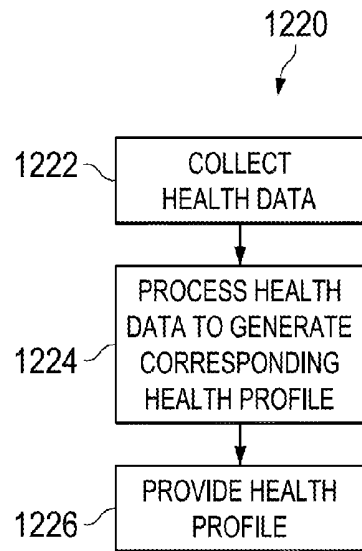 1220
1222
COLLECT
HEALTH DATA
1224
PROCESS HEALTH
DATA TO GENERATE
CORRESPONDING
HEALTH PROFILE
1226
PROVIDE HEALTH
PROFILE